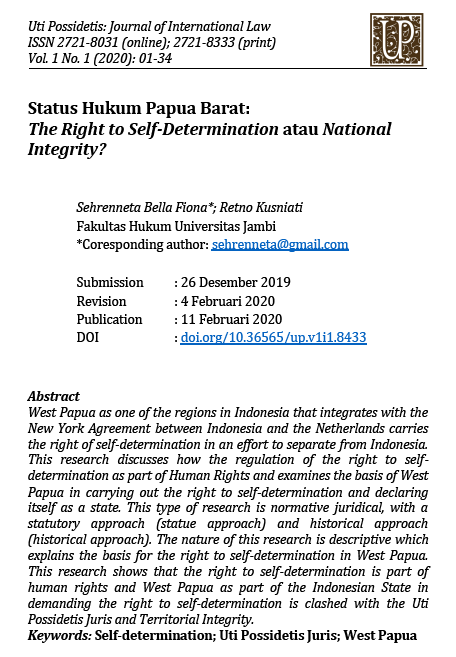 Uti Possidetis: Journal of International Law
ISSN 2721-8031 (online); 2721-8333 (print)
Vol. 1 No. 1 (2020): 01-34
UP
Status Hukum Papua Barat:
The Right to Self-Determination atau National
Integrity?
Sehrenneta Bella Fiona*; Retno Kusniati
Fakultas Hukum Universitas Jambi
*Coresponding author: sehrenneta@gmail.com
Submission : 26 Desember 2019
Revision : 4 Februari 2020
Publication : 11 Februari 2020
DOI : doi.org/10.36565/up.v1i1.8433
Abstract
West Papua as one of the regions in Indonesia that integrates with the
New York Agreement between Indonesia and the Netherlands carries
the right of self-determination in an effort to separate from Indonesia.
This research discusses how the regulation of the right to self-
determination as part of Human Rights and examines the basis of West
Papua in carrying out the right to self-determination and declaring
itself as a state. This type of research is normative juridical, with a
statutory approach (statue approach) and historical approach
(historical approach). The nature of this research is descriptive which
explains the basis for the right to self-determination in West Papua.
This research shows that the right to self-determination is part of
human rights and West Papua as part of the Indonesian State in
demanding the right to self-determination is clashed with the Uti
Possidetis Juris and Territorial Integrity.
Keywords: Self-determination; Uti Possidetis Juris; West Papua